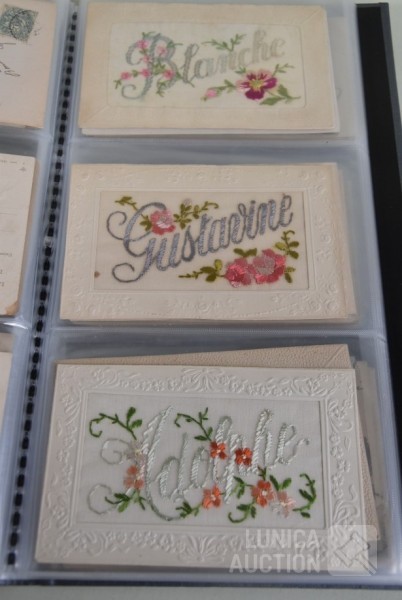 Blanche
Gustavine
Adolphe
LUNICA
AUCTION